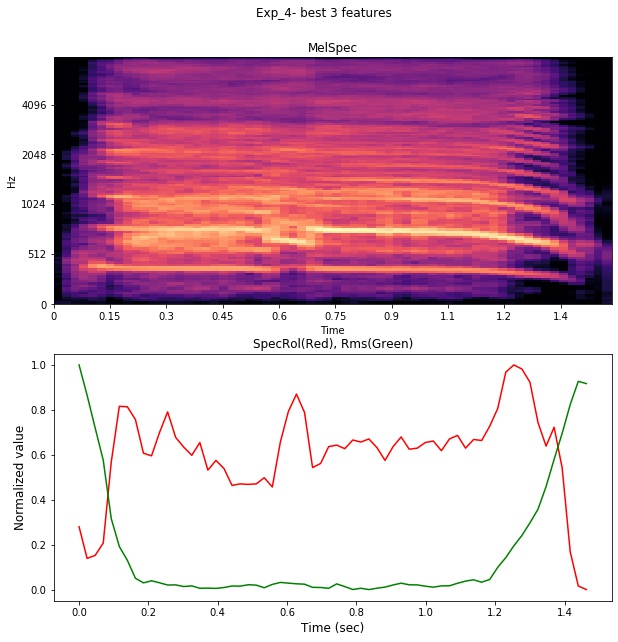 Exp_4- best 3 features
MelSpec
4096
2048
1024
512
0
Hz
0 0.15 0.3 0.45 0.6 0.75 0.9 1.1 1.2 1.4
Time
SpecRol(Red), Rms(Green)
1.0
0.8
0.6
0.4
0.2
0.0
Normalized value
0.0 0.2 0.4 0.6 0.8 1.0 1.2 1.4
Time (sec)